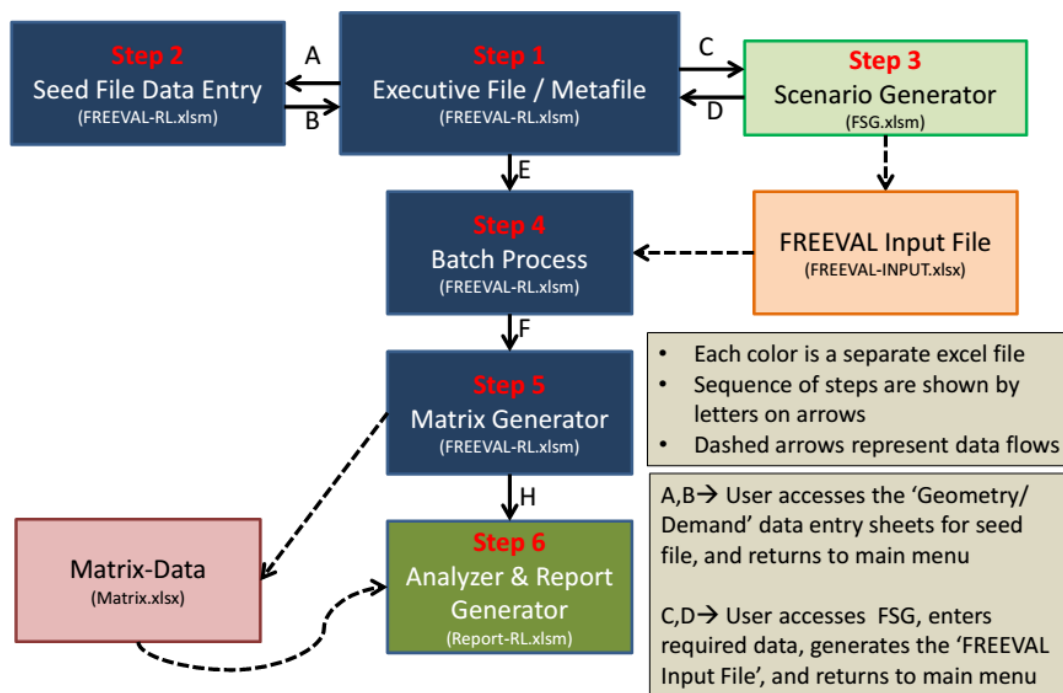 Step 2
Seed File Data Entry
(FREEVAL-RL.xlsm)
A
B
Step 1
Executive File / Metafile
(FREEVAL-RL.xlsm)
C
D
Step 3
Scenario Generator
(FSG.xlsm)
E
Step 4
Batch Process
(FREEVAL-RL.xlsm)
FREEVAL Input File
(FREEVAL-INPUT.xlsx)
F
Step 5
Matrix Generator
(FREEVAL-RL.xlsm)
• Each color is a separate excel file
• Sequence of steps are shown by
letters on arrows
• Dashed arrows represent data flows
H
Matrix-Data
(Matrix.xlsx)
Step 6
Analyzer & Report
Generator
(Report-RL.xlsm)
A,B→ User accesses the ‘Geometry/
Demand’ data entry sheets for seed
file, and returns to main menu
C,D→ User accesses FSG, enters
required data, generates the ‘FREEVAL
Input File’, and returns to main menu